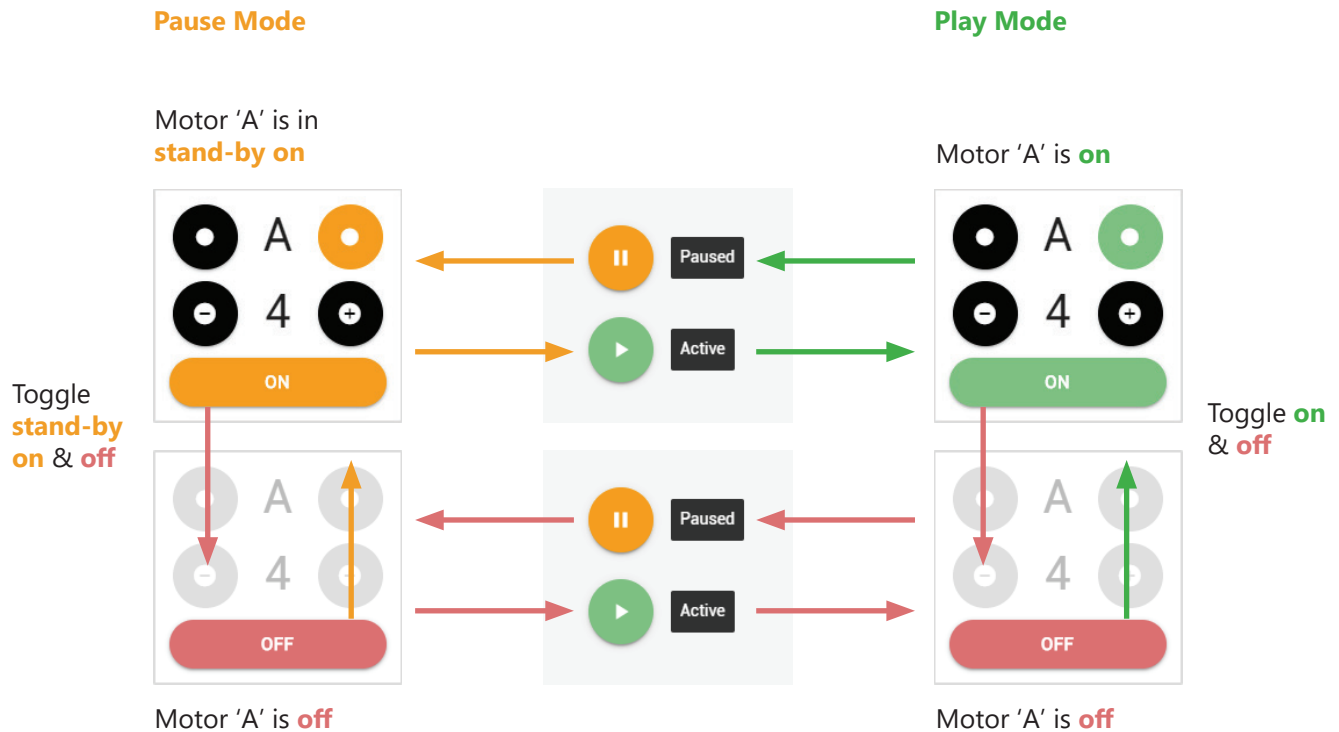 Pause Mode
Play Mode
Motor ‘A’ is in
stand-by on
Motor ‘A’ is on
A
4
ON
Paused
Active
A
4
ON
Toggle
stand-by
on & off
Toggle on
& off
A
4
OFF
Paused
Active
A
4
OFF
Motor ‘A’ is off
Motor ‘A’ is off